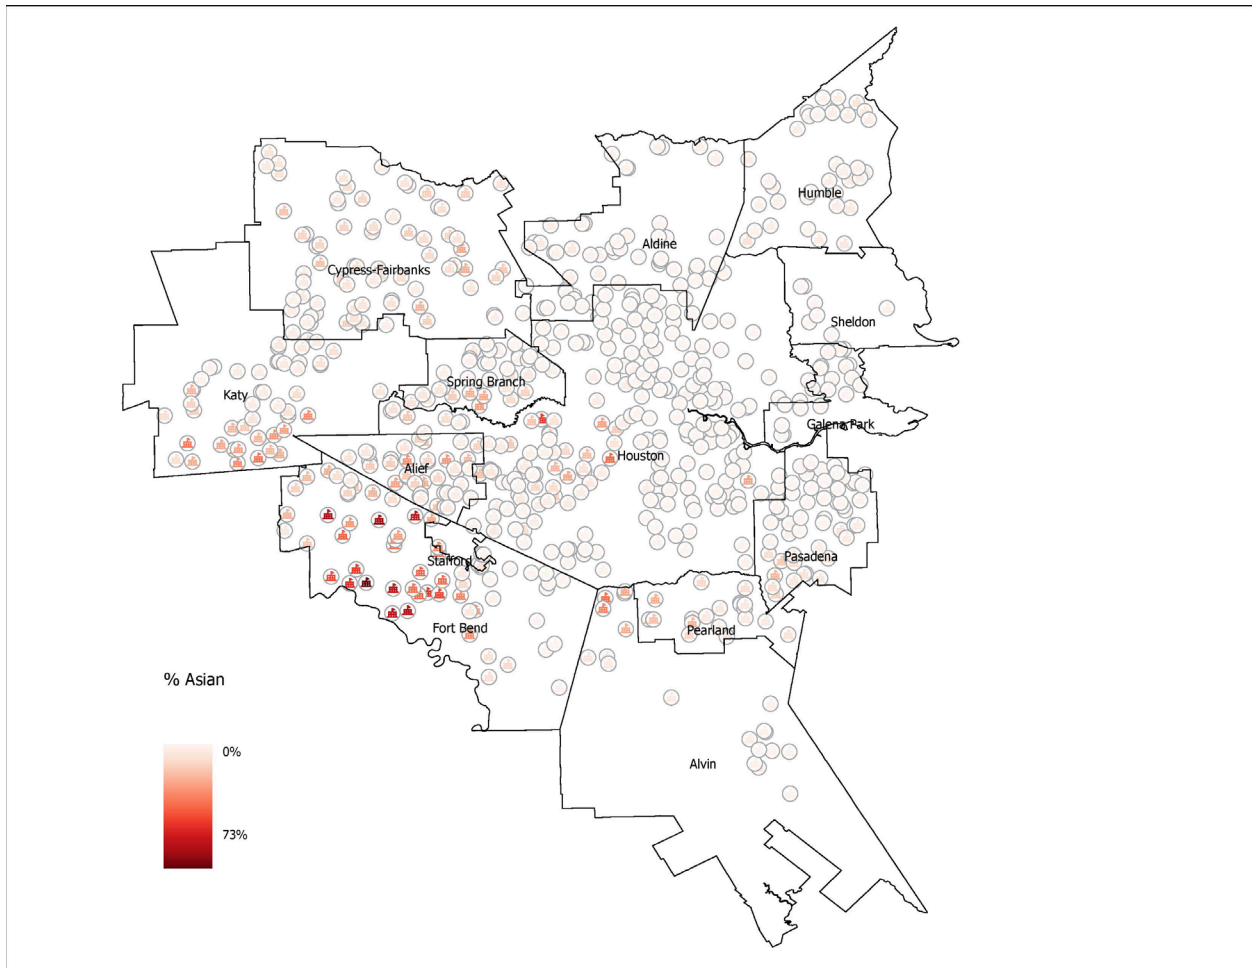 Humble
Aldine
Cypress-Fairbanks
Sheldon
Spring Branch
Katy
Galena Park
Houston
Alief
Pasadena
Stafford
Fort Bend
Pearland
% Asian
0%
Alvin
73%